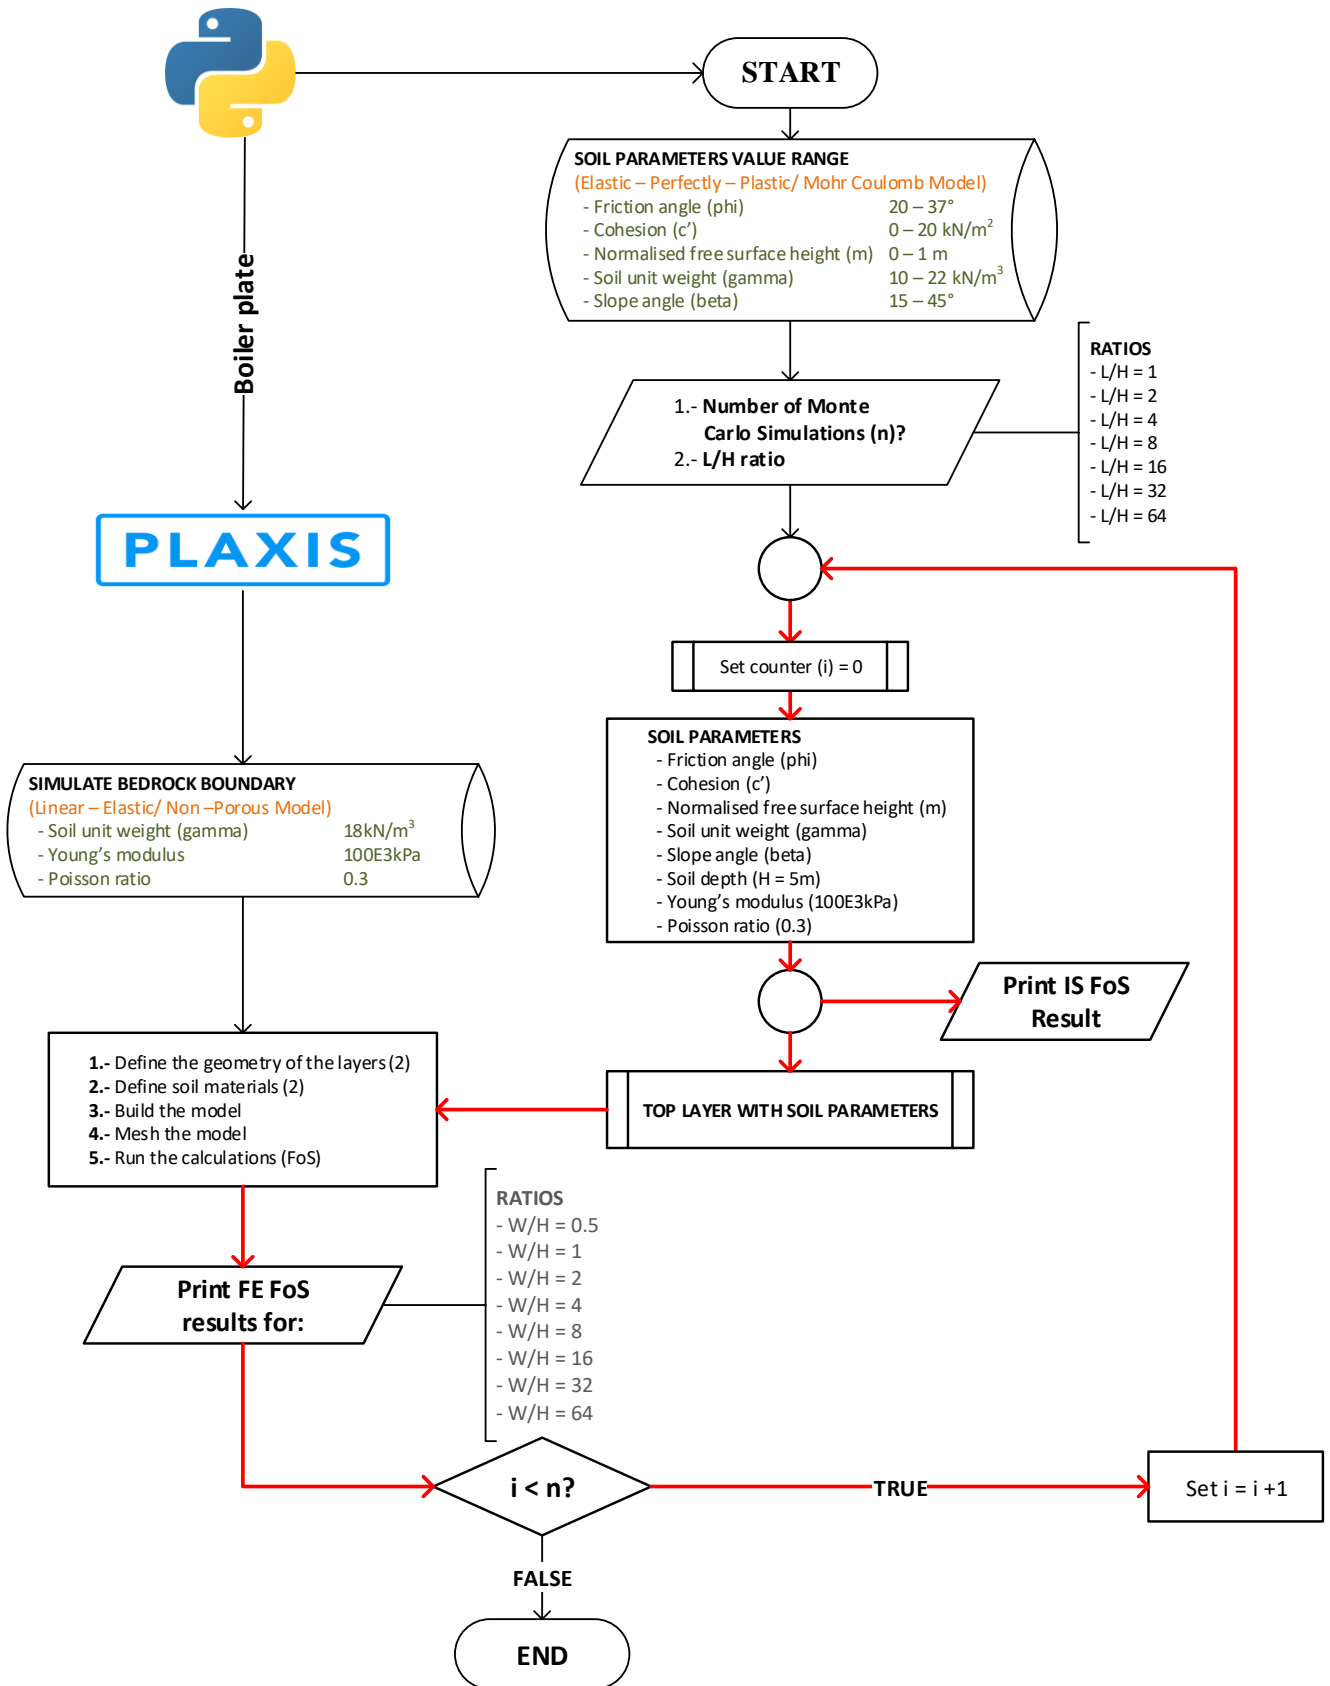 START
SOIL PARAMETERS VALUE RANGE
(Elastic – Perfectly – Plastic/ Mohr Coulomb Model)
- Friction angle (phi) 20 – 37°
- Cohesion (c’) 0 – 20 kN/m²
- Normalised free surface height (m) 0 – 1 m
- Soil unit weight (gamma) 10 – 22 kN/m³
- Slope angle (beta) 15 – 45°
Boiler plate
RATIOS
- L/H = 1
- L/H = 2
- L/H = 4
- L/H = 8
- L/H = 16
- L/H = 32
- L/H = 64
1.- Number of Monte
Carlo Simulations (n)?
2.- L/H ratio
PLAXIS
Set counter (i) = 0
SOIL PARAMETERS
- Friction angle (phi)
- Cohesion (c’)
- Normalised free surface height (m)
- Soil unit weight (gamma)
- Slope angle (beta)
- Soil depth (H = 5m)
- Young’s modulus (100E3kPa)
- Poisson ratio (0.3)
SIMULATE BEDROCK BOUNDARY
(Linear – Elastic/ Non –Porous Model)
- Soil unit weight (gamma) 18kN/m³
- Young’s modulus 100E3kPa
- Poisson ratio 0.3
Print IS FoS
Result
1.- Define the geometry of the layers (2)
2.- Define soil materials (2)
3.- Build the model
4.- Mesh the model
5.- Run the calculations (FoS)
TOP LAYER WITH SOIL PARAMETERS
RATIOS
- W/H = 0.5
- W/H = 1
- W/H = 2
- W/H = 4
- W/H = 8
- W/H = 16
- W/H = 32
- W/H = 64
Print FE FoS
results for:
i < n?
TRUE
Set i = i +1
FALSE
END